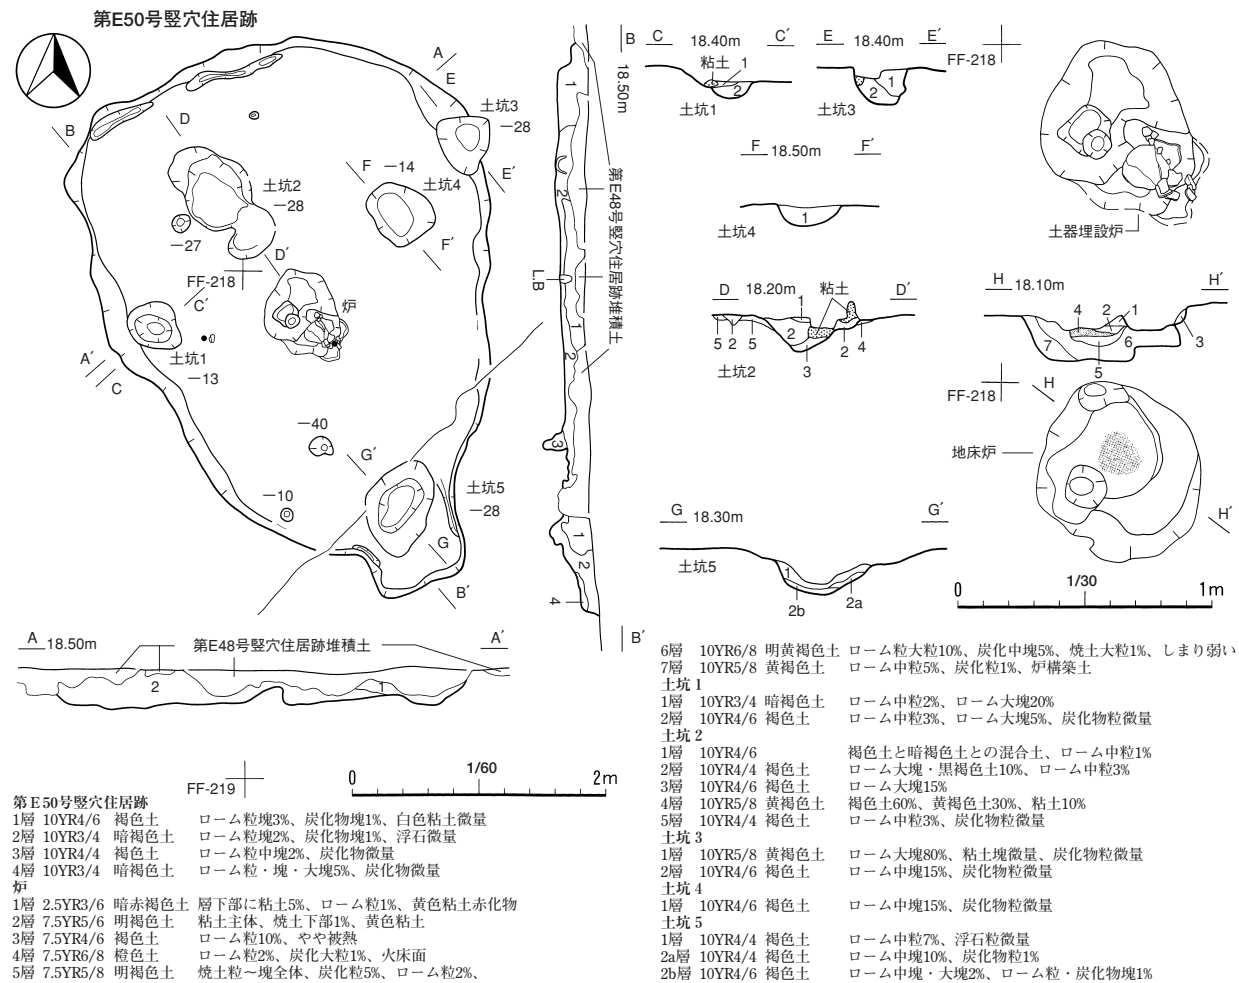 第E50号竪穴住居跡
A
E
土坑3
－28
B
D
F
－14
土坑4
E′
土坑2
－28
－27
F′
D′
FF-218
C′
炉
A′
土坑1
－13
C
－40
G′
土坑5
－28
－10
G
B′
B
18.50m
1
2
第E48号竪穴住居跡堆積土
L.B
1
2
3
1
2
4
B′
C
18.40m
C′
粘土
1
2
土坑1
E
18.40m
E′
1
2
土坑3
FF-218
土器埋設炉
F
18.50m
F′
1
土坑4
D
18.20m
粘土
D′
1
2
5
2
5
3
2
4
土坑2
H
18.10m
H′
4
2
1
7
6
5
3
FF-218
H
地床炉
H′
G
18.30m
G′
土坑5
1
2b
2a
0
1/30
1m
A
18.50m
第E48号竪穴住居跡堆積土
A′
2
1
FF-219
0
1/60
2m
第E50号竪穴住居跡
1層 10YR4/6 褐色土 ローム粒塊3%、炭化物塊1%、白色粘土微量
2層 10YR3/4 暗褐色土 ローム粒塊2%、炭化物塊1%、浮石微量
3層 10YR4/4 褐色土 ローム粒中塊2%、炭化物微量
4層 10YR3/4 暗褐色土 ローム粒・塊・大塊5%、炭化物微量
炉
1層 2.5YR3/6 暗赤褐色土 層下部に粘土5%、ローム粒1%、黄色粘土赤化物
2層 7.5YR5/6 明褐色土 粘土主体、焼土下部1%、黄色粘土
3層 7.5YR4/6 褐色土 ローム粒10%、やや被熱
4層 7.5YR6/8 橙色土 ローム粒2%、炭化大粒1%、火床面
5層 7.5YR5/8 明褐色土 焼土粒～塊全体、炭化粒5%、ローム粒2%、
6層 10YR6/8 明黄褐色土 ローム粒大粒10%、炭化中塊5%、焼土大粒1%、しまり弱い
7層 10YR5/8 黄褐色土 ローム中粒5%、炭化粒1%、炉構築土
土坑1
1層 10YR3/4 暗褐色土 ローム中粒2%、ローム大塊20%
2層 10YR4/6 褐色土 ローム中粒3%、ローム大塊5%、炭化物粒微量
土坑2
1層 10YR4/6 褐色土と暗褐色土との混合土、ローム中粒1%
2層 10YR4/4 褐色土 ローム大塊・黒褐色土10%、ローム中粒3%
3層 10YR4/6 褐色土 ローム大塊15%
4層 10YR5/8 黄褐色土 褐色土60%、黄褐色土30%、粘土10%
5層 10YR4/4 褐色土 ローム中粒3%、炭化物粒微量
土坑3
1層 10YR5/8 黄褐色土 ローム大塊80%、粘土塊微量、炭化物粒微量
2層 10YR4/6 褐色土 ローム中塊15%、炭化物粒微量
土坑4
1層 10YR4/6 褐色土 ローム中塊15%、炭化物粒微量
土坑5
1層 10YR4/4 褐色土 ローム中粒7%、浮石粒微量
2a層 10YR4/4 褐色土 ローム中塊10%、炭化物粒1%
2b層 10YR4/6 褐色土 ローム中塊・大塊2%、ローム粒・炭化物塊1%